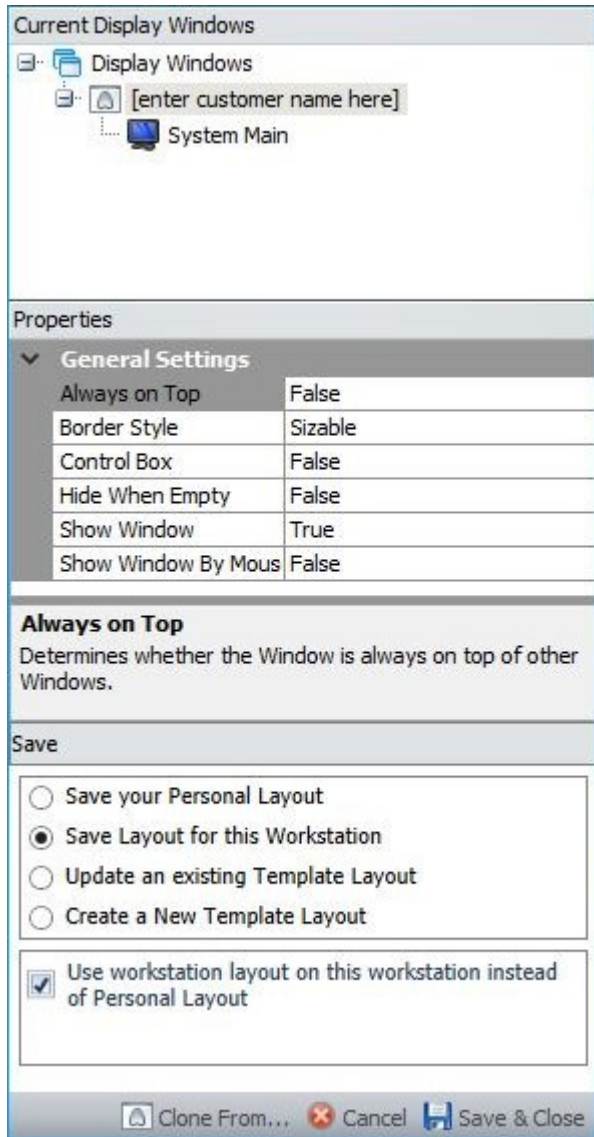 Current Display Windows
Display Windows
[enter customer name here]
System Main
Properties
General Settings
Always on Top False
Border Style Sizable
Control Box False
Hide When Empty False
Show Window True
Show Window By Mous False
Always on Top
Determines whether the Window is always on top of other
Windows.
Save
Save your Personal Layout
Save Layout for this Workstation
Update an existing Template Layout
Create a New Template Layout
Use workstation layout on this workstation instead
of Personal Layout
Clone From... Cancel Save & Close